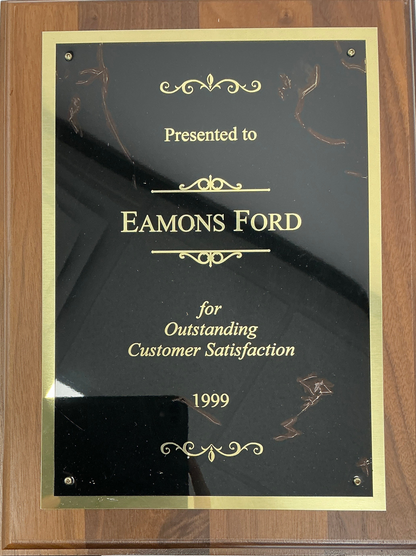 Presented to
EAMONS FORD
for
Outstanding
Customer Satisfaction
1999